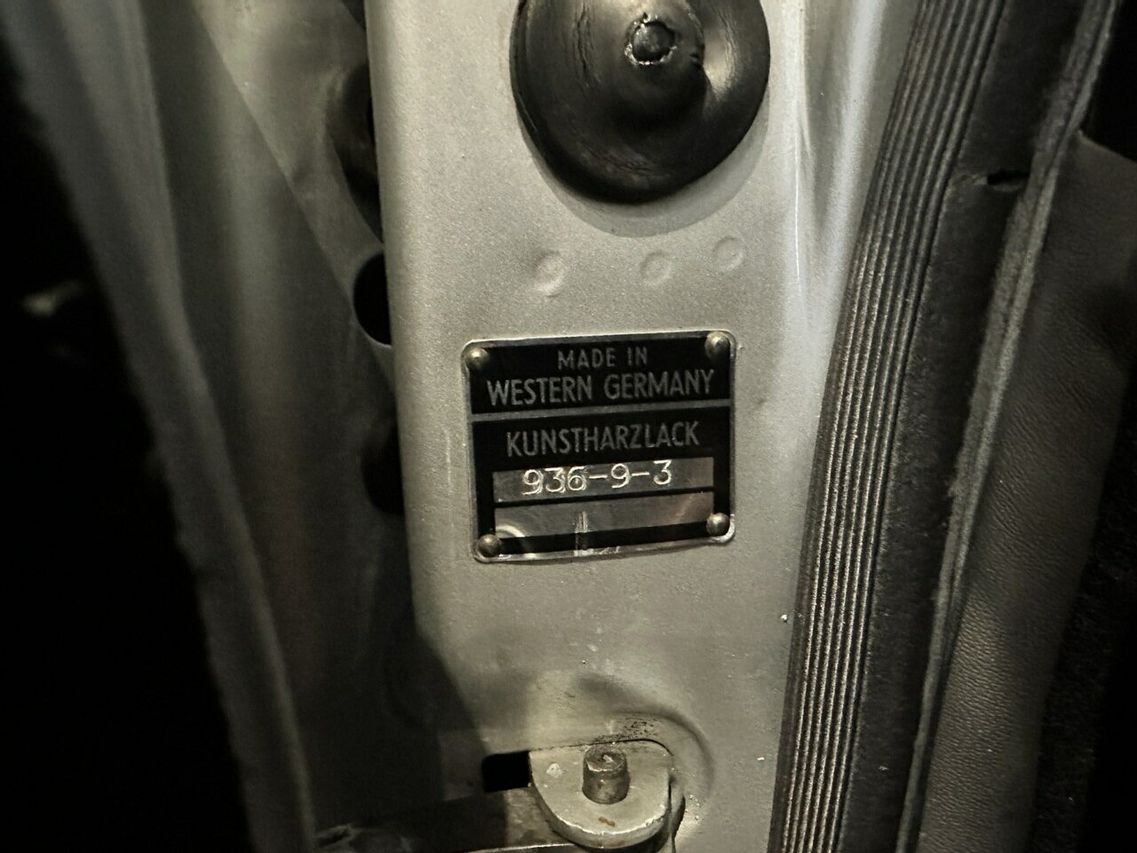 MADE IN
WESTERN GERMANY
KUNSTHARZLACK
936-9-3